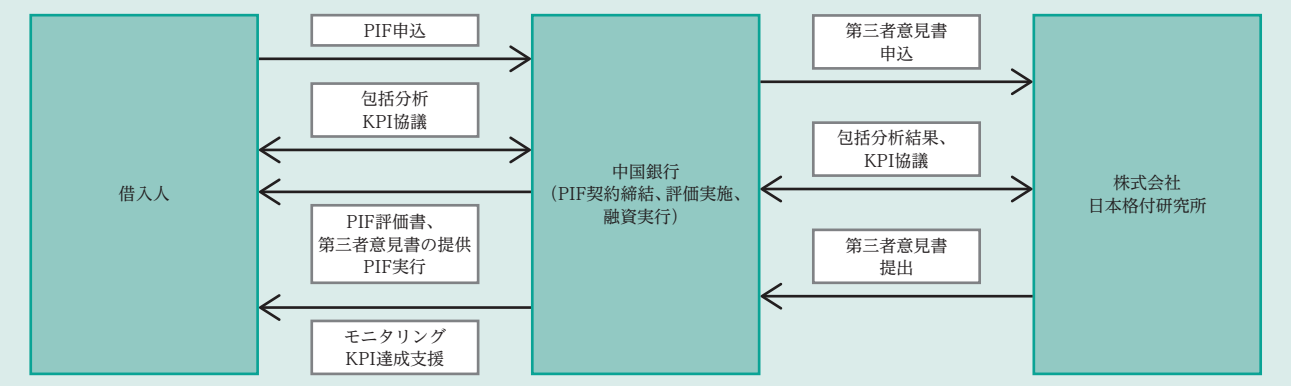 借入人
PIF申込
包括分析
KPI協議
PIF評価書、
第三者意見書の提供
PIF実行
モニタリング
KPI達成支援
中国銀行
（PIF契約締結、評価実施、
融資実行）
第三者意見書
申込
包括分析結果、
KPI協議
第三者意見書
提出
株式会社
日本格付研究所